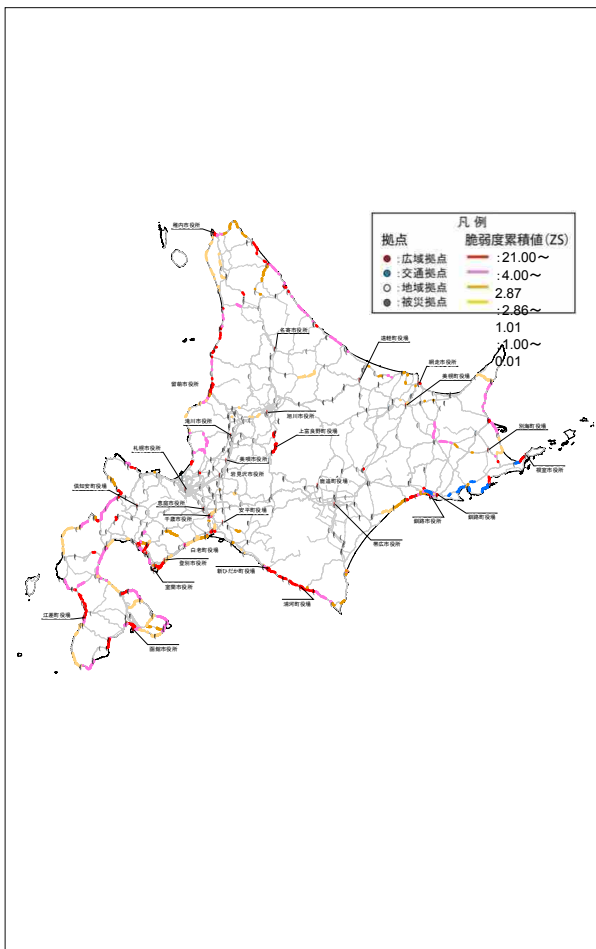 稚内市役所
凡 例
拠点
脆弱度累積値(ZS)
:広域拠点
:21.00〜
:交通拠点
:4.00〜
:地域拠点
2.87
:被災拠点
:2.86〜
1.01
:1.00〜
0.01
名寄市役所
遠軽町役場
網走市役所
留萌市役所
美幌町役場
旭川市役所
滝川市役所
別海町役場
上富良野町役場
札幌市役所
美唄市役所
根室市役所
岩見沢市役所
倶知安町役場
鹿追町役場
恵庭市役所
安平町役場
千歳市役所
釧路市役所
釧路町役場
帯広市役所
白老町役場
登別市役所
新ひだか町役場
室蘭市役所
浦河町役場
江差町役場
函館市役所